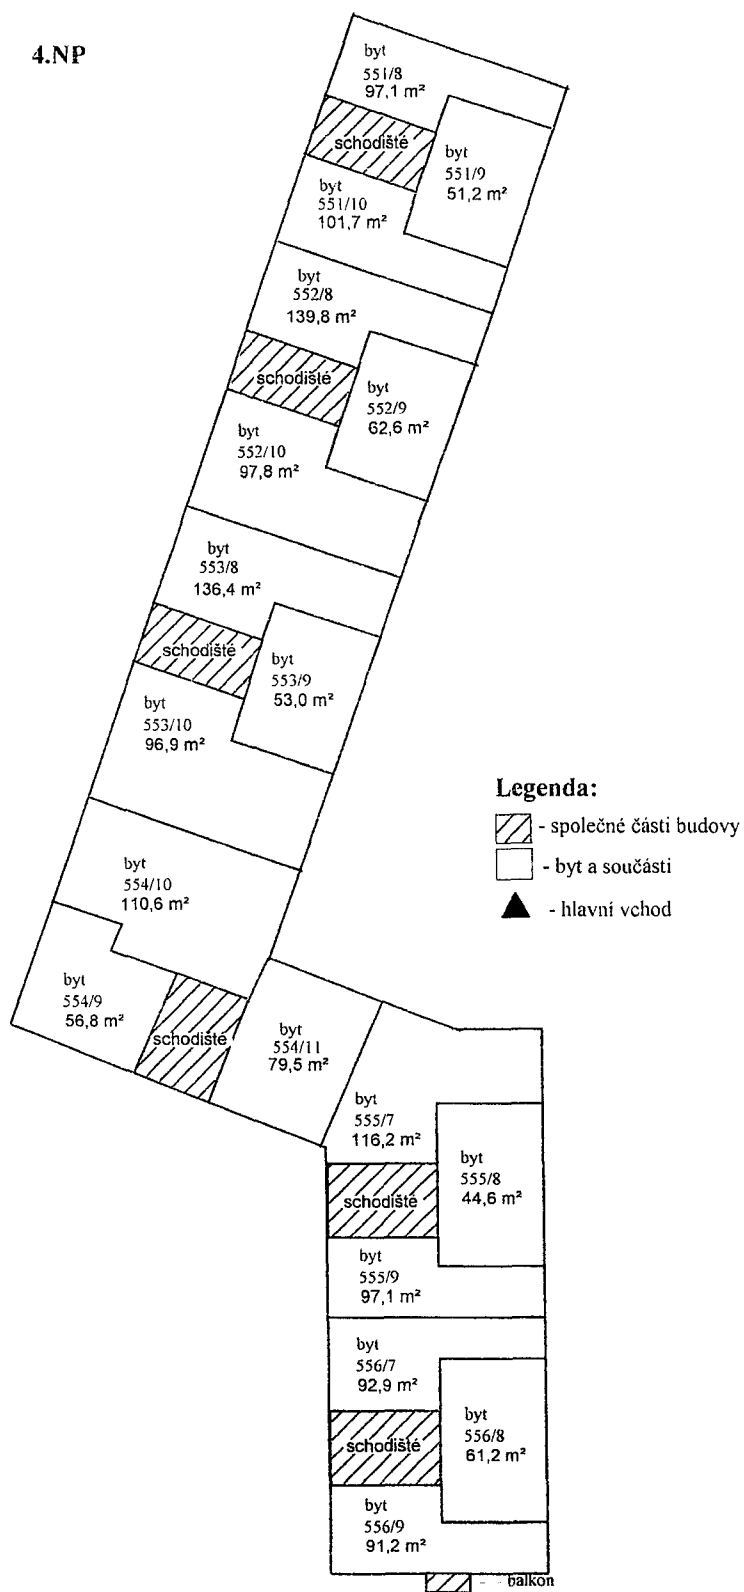 4.NP
byt
551/8
97,1 m²
schodiště
byt
551/9
51,2 m²
byt
551/10
101,7 m²
byt
552/8
139,8 m²
schodiště
byt
552/9
62,6 m²
byt
552/10
97,8 m²
byt
553/8
136,4 m²
schodiště
byt
553/9
53,0 m²
byt
553/10
96,9 m²
Legenda:
- společné části budovy
- byt a součásti
- hlavní vchod
byt
554/10
110,6 m²
byt
554/9
56,8 m²
schodiště
byt
554/11
79,5 m²
byt
555/7
116,2 m²
byt
555/8
44,6 m²
schodiště
byt
555/9
97,1 m²
byt
556/7
92,9 m²
byt
556/8
61,2 m²
schodiště
byt
556/9
91,2 m²
balkón